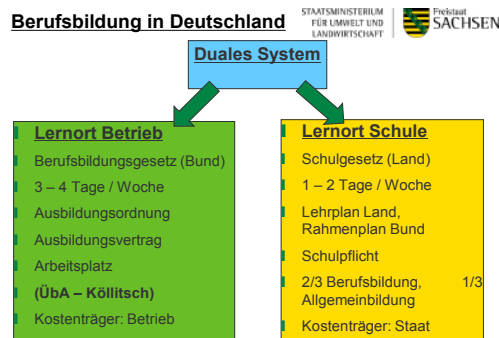 Berufsbildung in Deutschland
STAATSMINISTERIUM
FÜR UMWELT UND
LANDWIRTSCHAFT
Freistaat
SACHSEN
Duales System
Lernort Betrieb
Berufsbildungsgesetz (Bund)
3 – 4 Tage / Woche
Ausbildungsordnung
Ausbildungsvertrag
Arbeitsplatz
(ÜbA – Köllitsch)
Kostenträger: Betrieb
Lernort Schule
Schulgesetz (Land)
1 – 2 Tage / Woche
Lehrplan Land,
Rahmenplan Bund
Schulpflicht
2/3 Berufsbildung, 1/3
Allgemeinbildung
Kostenträger: Staat